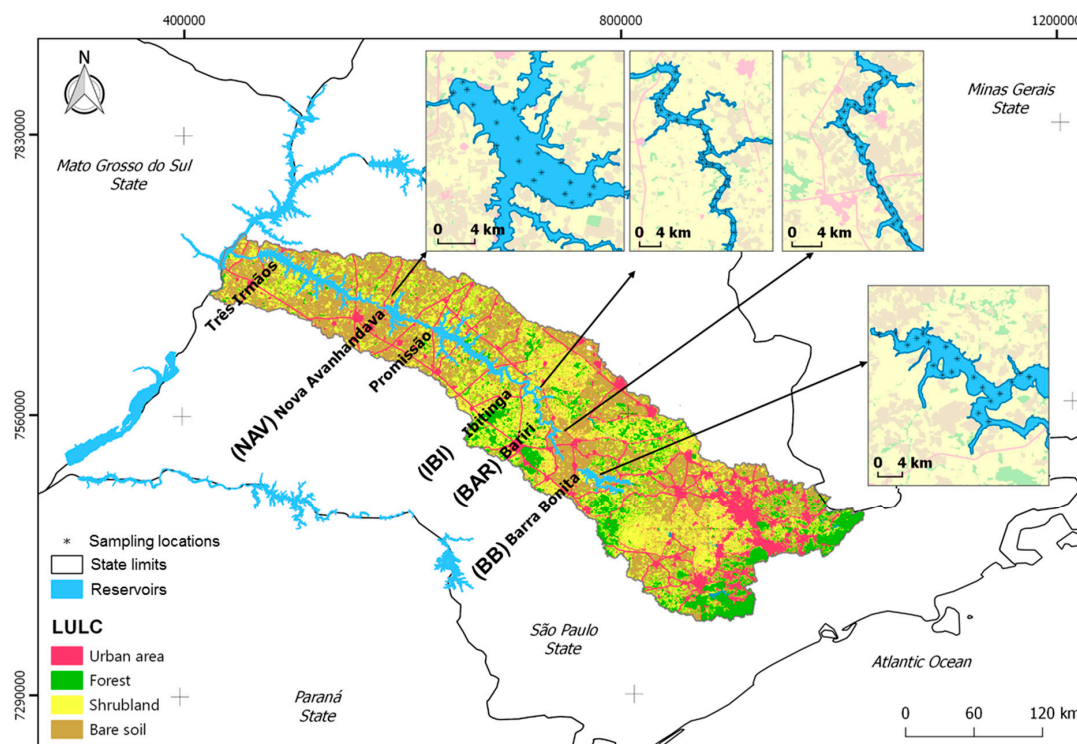 400000
800000
1200000
N
7830000
7560000
7290000
Mato Grosso do Sul
State
Minas Gerais
State
0 4 km
0 4 km
0 4 km
0 4 km
Três Irmãos
(NAV) Nova Avanhandava
Promissão
(IBI) Ibitinga
(BAR) Bariri
(BB) Barra Bonita
* Sampling locations
State limits
Reservoirs
LULC
Urban area
Forest
Shrubland
Bare soil
São Paulo
State
Paraná
State
Atlantic Ocean
0 60 120 km